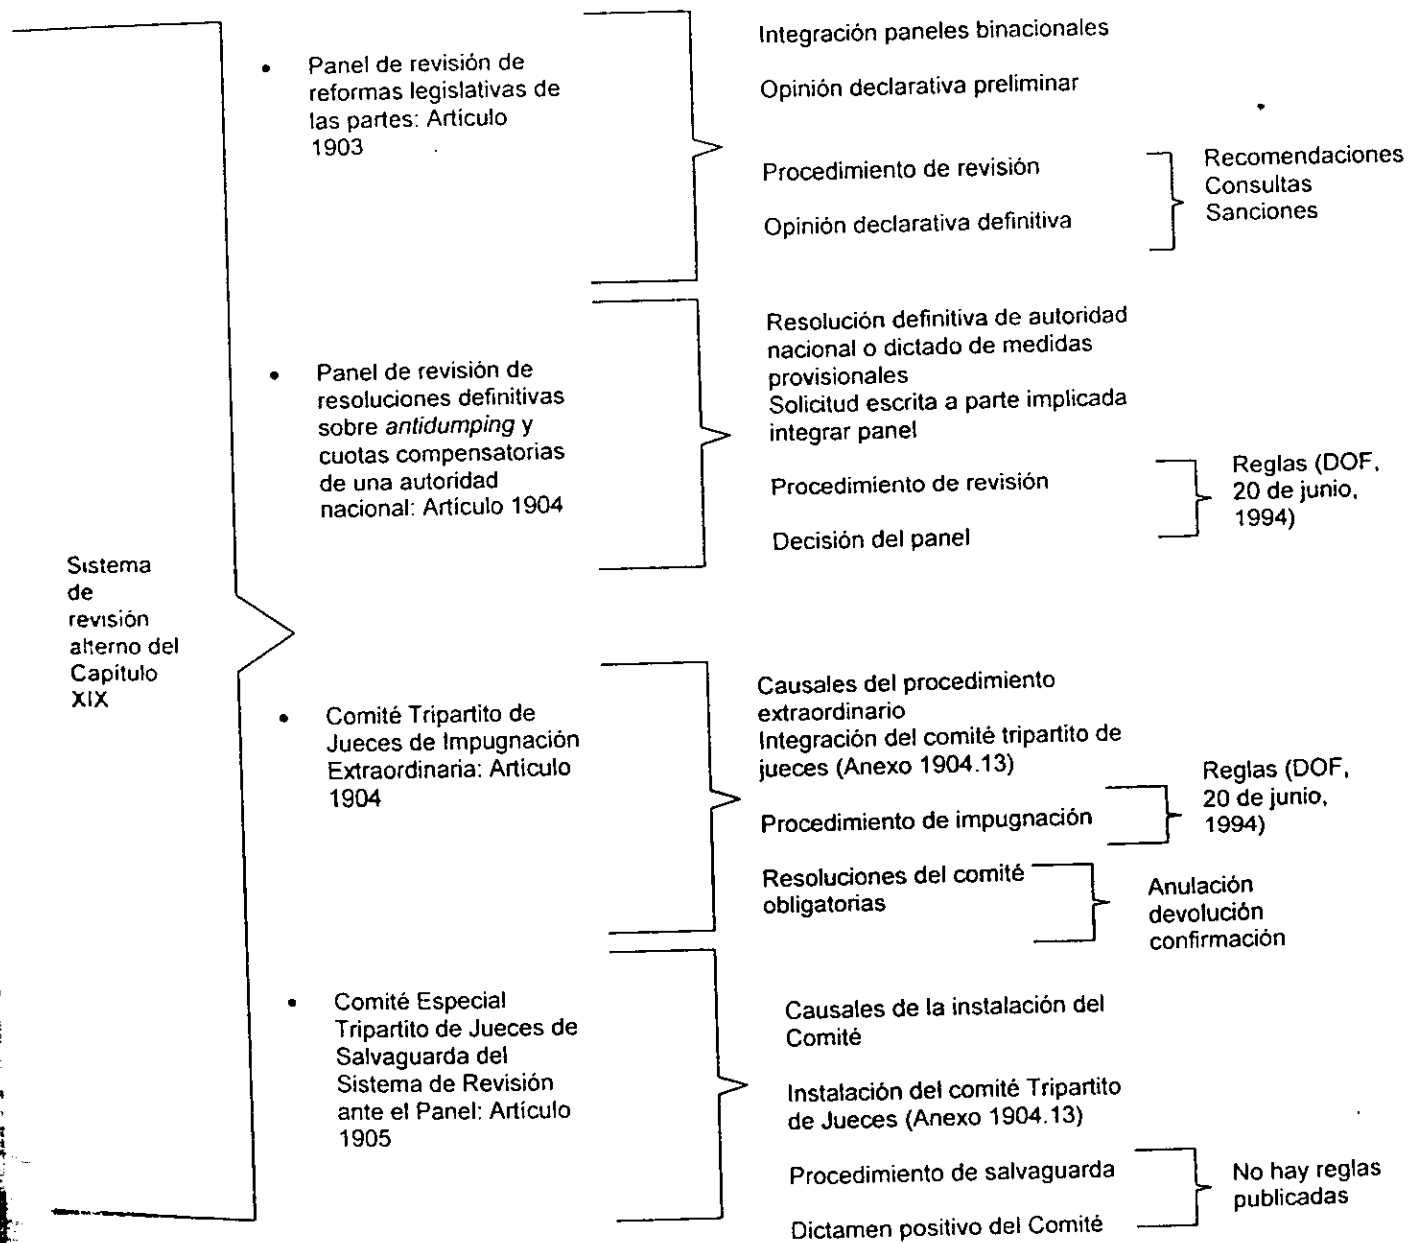 Sistema
de
revisión
alterno del
Capítulo
XIX
• Panel de revisión de
reformas legislativas de
las partes: Artículo
1903
Integración paneles binacionales
Opinión declarativa preliminar
Procedimiento de revisión
Opinión declarativa definitiva
Recomendaciones
Consultas
Sanciones
• Panel de revisión de
resoluciones definitivas
sobre antidumping y
cuotas compensatorias
de una autoridad
nacional: Artículo 1904
Resolución definitiva de autoridad
nacional o dictado de medidas
provisionales
Solicitud escrita a parte implicada
integrar panel
Procedimiento de revisión
Decisión del panel
Reglas (DOF,
20 de junio,
1994)
• Comité Tripartito de
Jueces de Impugnación
Extraordinaria: Artículo
1904
Causales del procedimiento
extraordinario
Integración del comité tripartito de
jueces (Anexo 1904.13)
Procedimiento de impugnación
Reglas (DOF,
20 de junio,
1994)
Resoluciones del comité
obligatorias
Anulación
devolución
confirmación
• Comité Especial
Tripartito de Jueces de
Salvaguarda del
Sistema de Revisión
ante el Panel: Artículo
1905
Causales de la instalación del
Comité
Instalación del comité Tripartito
de Jueces (Anexo 1904.13)
Procedimiento de salvaguarda
Dictamen positivo del Comité
No hay reglas
publicadas